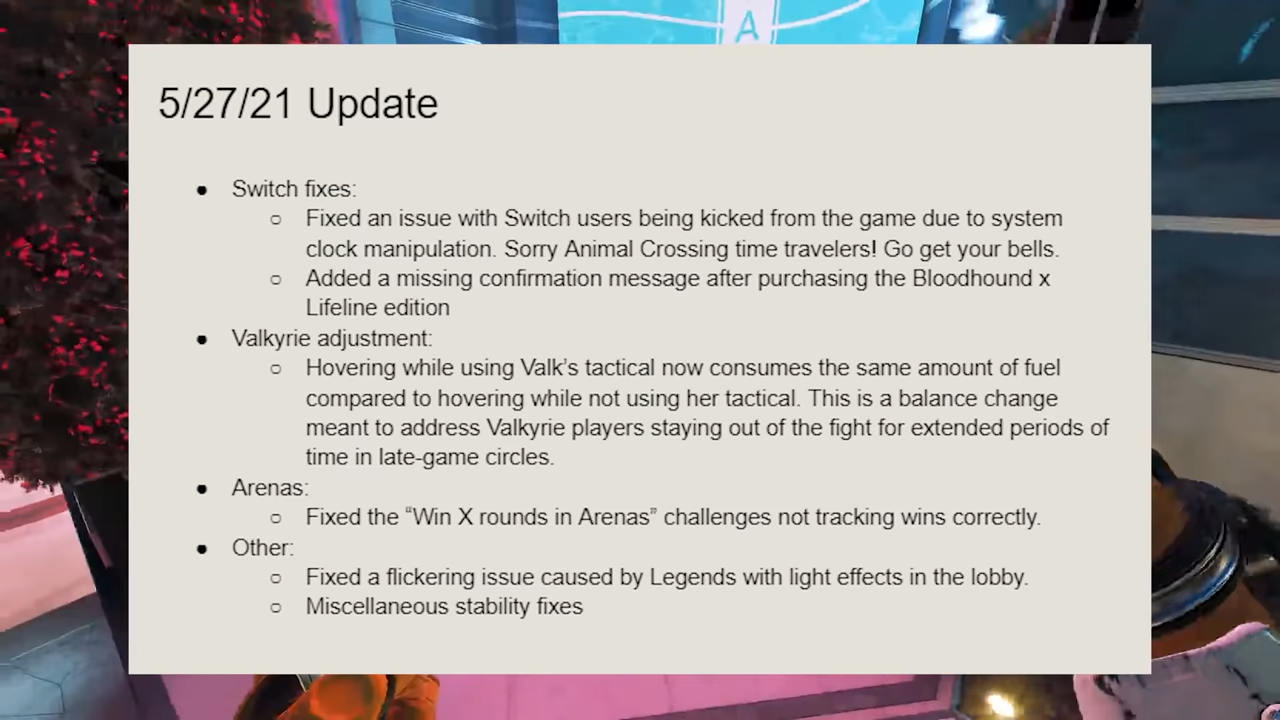 A
5/27/21 Update
● Switch fixes:
○ Fixed an issue with Switch users being kicked from the game due to system
clock manipulation. Sorry Animal Crossing time travelers! Go get your bells.
○ Added a missing confirmation message after purchasing the Bloodhound x
Lifeline edition
● Valkyrie adjustment:
○ Hovering while using Valk’s tactical now consumes the same amount of fuel
compared to hovering while not using her tactical. This is a balance change
meant to address Valkyrie players staying out of the fight for extended periods of
time in late-game circles.
● Arenas:
○ Fixed the “Win X rounds in Arenas” challenges not tracking wins correctly.
● Other:
○ Fixed a flickering issue caused by Legends with light effects in the lobby.
○ Miscellaneous stability fixes